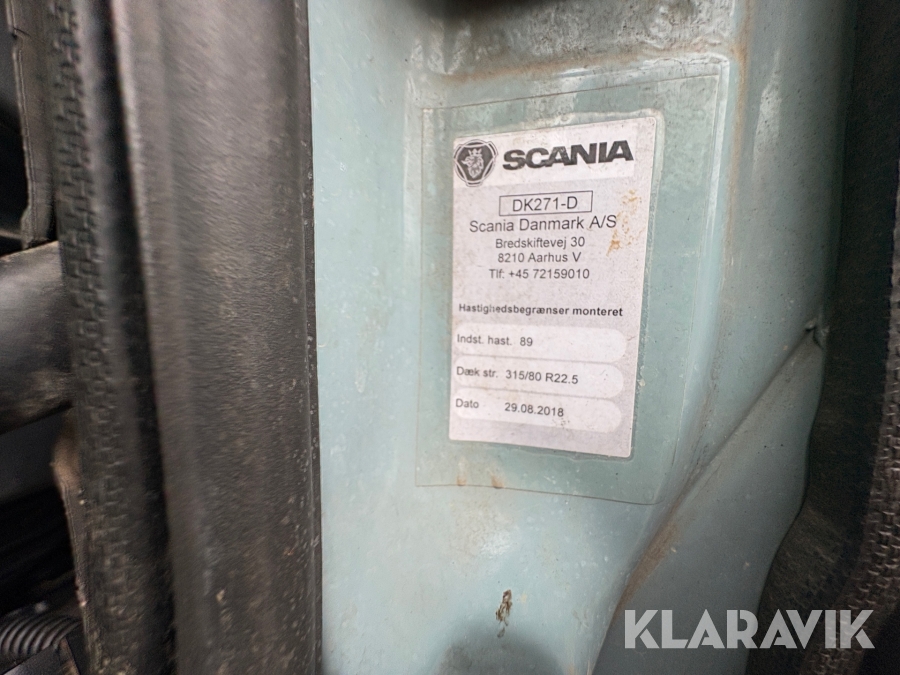 SCANIA
DK271-D
Scania Danmark A/S
Bredskiftevej 30
8210 Aarhus V
Tlf: +45 72159010
Hastighedsbegrænser monteret
Indst. hast. 89
Dæk str. 315/80 R22.5
Dato 29.08.2018
KLARAVIK